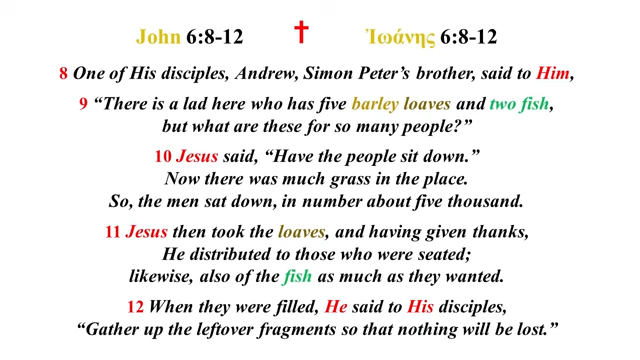 John 6:8-12 ✝ Ἰωάνης 6:8-12
8 One of His disciples, Andrew, Simon Peter’s brother, said to Him,
9 “There is a lad here who has five barley loaves and two fish,
but what are these for so many people?”
10 Jesus said, “Have the people sit down.”
Now there was much grass in the place.
So, the men sat down, in number about five thousand.
11 Jesus then took the loaves, and having given thanks,
He distributed to those who were seated;
likewise, also of the fish as much as they wanted.
12 When they were filled, He said to His disciples,
“Gather up the leftover fragments so that nothing will be lost.”